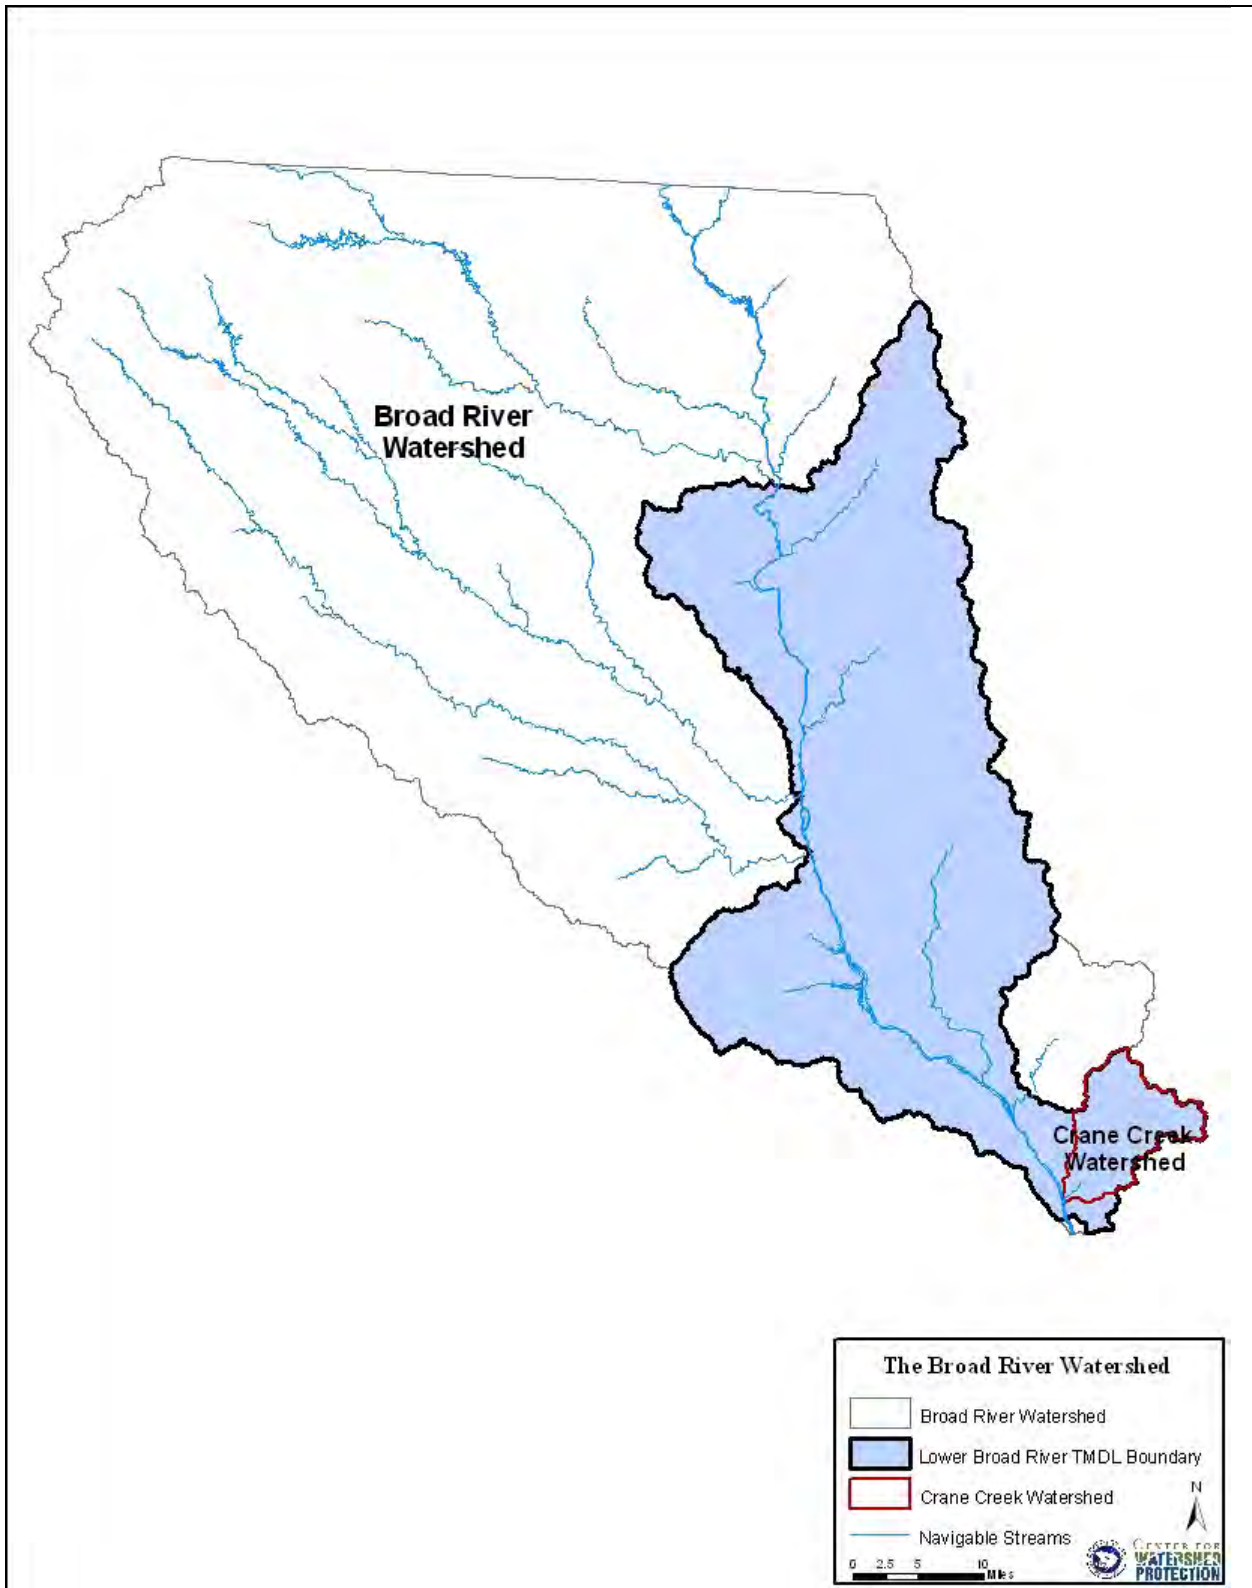 Broad River
Watershed
Crane Creek
Watershed
The Broad River Watershed
Broad River Watershed
Lower Broad River TMDL Boundary
Crane Creek Watershed
N
Navigable Streams
CENTER FOR
WATERSHED
PROTECTION
0 2.5 5 10
Miles